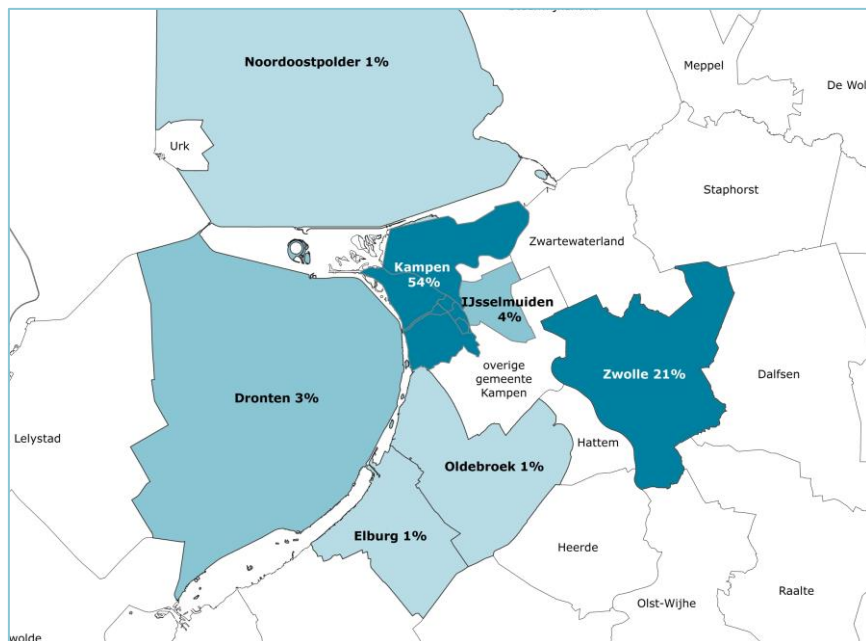 Noordoostpolder 1%
Meppel
De Wol
Urk
Staphorst
Zwartewaterland
Kampen
54%
IJsselmuiden
4%
overige
gemeente
Kampen
Zwolle 21%
Dalfsen
Dronten 3%
Lelystad
Hattem
Oldebroek 1%
Elburg 1%
Heerde
Raalte
Olst-Wijhe
wolde